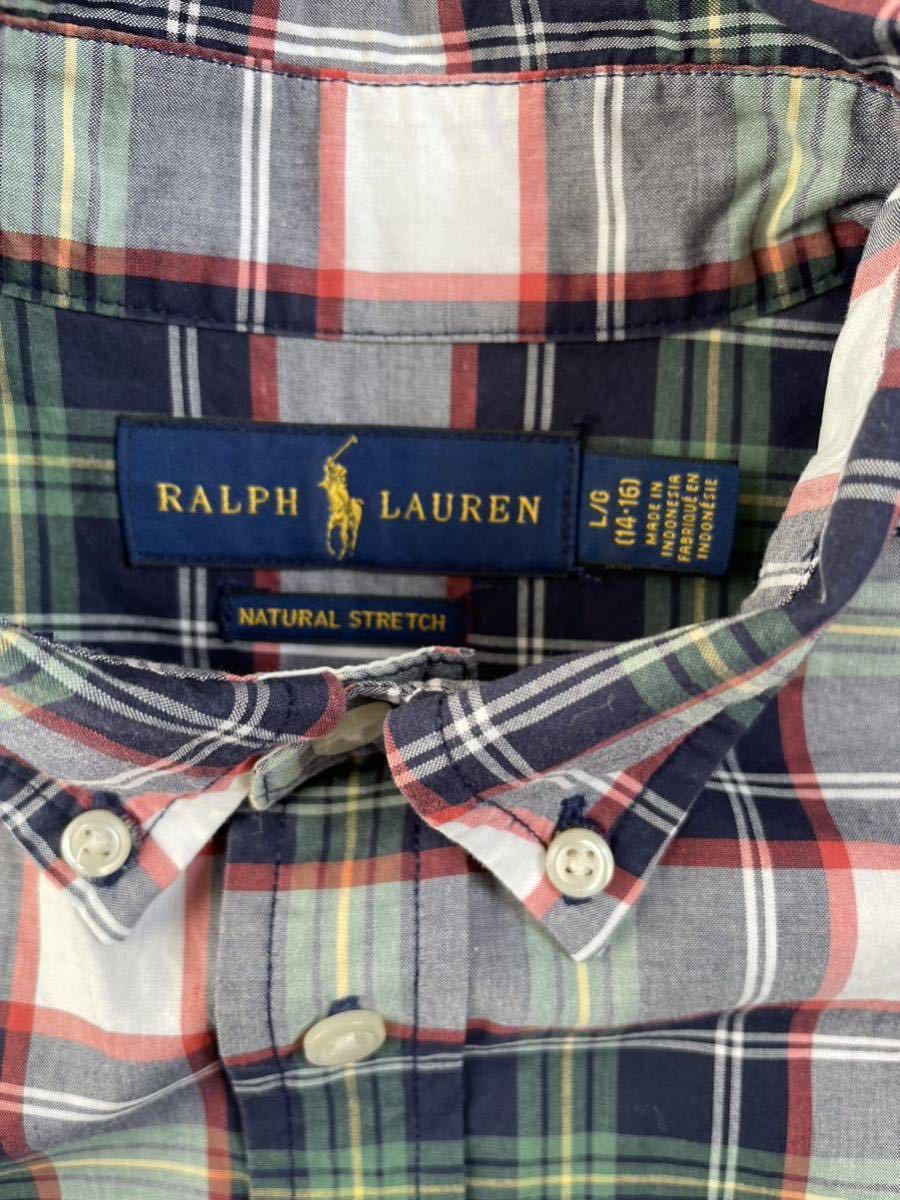 RALPH LAUREN
L/G
(14-16)
MADE IN
INDONESIA
FABRIQUÉ EN
INDONÉSIE
NATURAL STRETCH